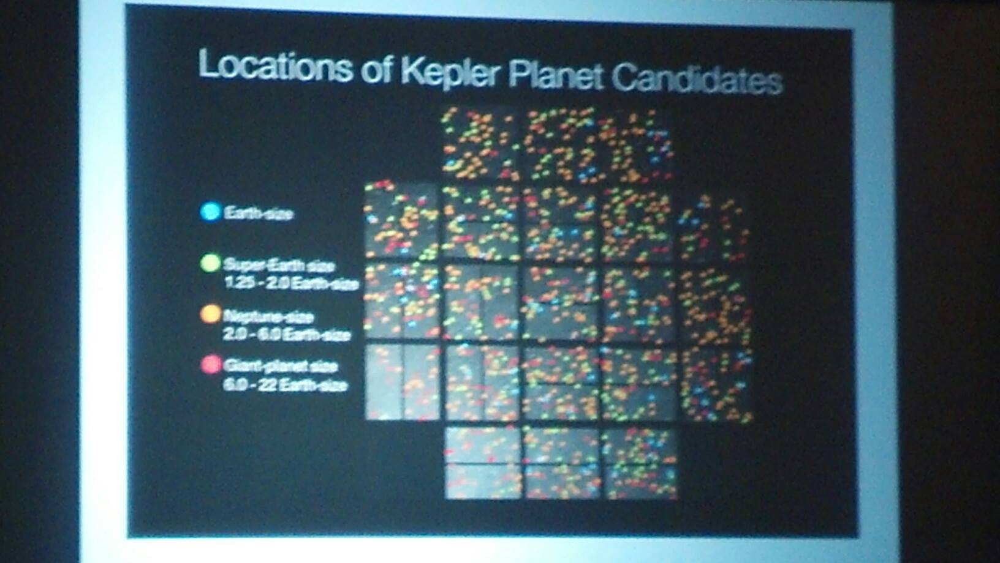 Locations of Kepler Planet Candidates
Earth-size
Super-Earth size
1.25 - 2.0 Earth-size
Neptune-size
2.0 - 6.0 Earth-size
Giant-planet size
6.0 - 22 Earth-size